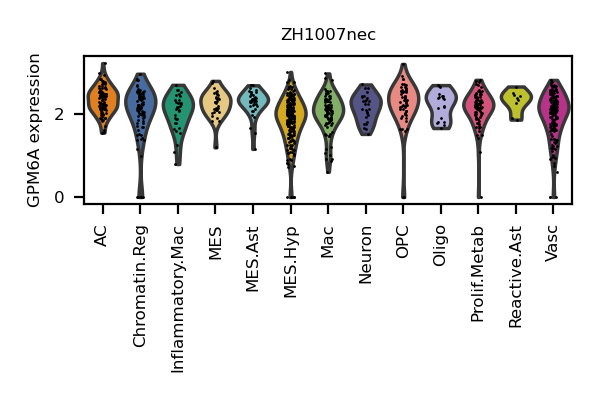 ZH1007nec
GPM6A expression
2
0
AC
Chromatin.Reg
Inflammatory.Mac
MES
MES.Ast
MES.Hyp
Mac
Neuron
OPC
Oligo
Prolif.Metab
Reactive.Ast
Vasc